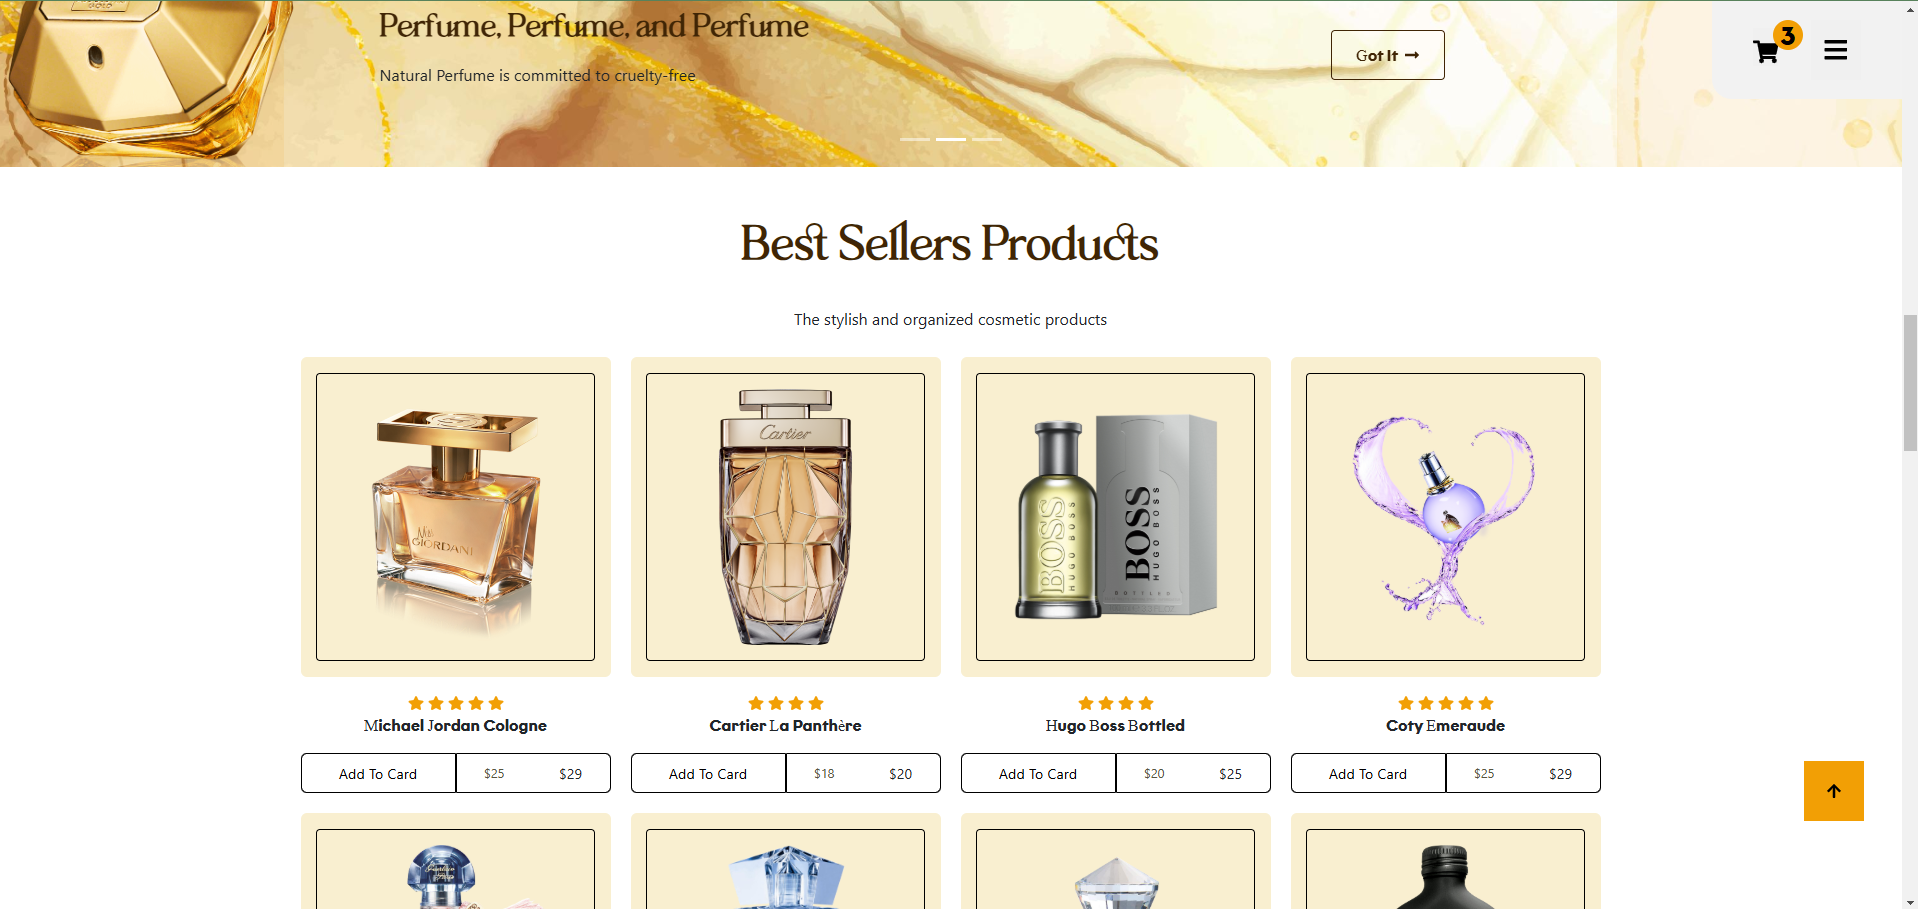 Perfume, Perfume, and Perfume
Natural Perfume is committed to cruelty-free
Got It
3
Best Sellers Products
The stylish and organized cosmetic products
GIORDANI
Cartier
BOSS
HUGO BOSS
BOSS
HUGO BOSS
BOTTLED
Michael Jordan Cologne
Cartier La Panthère
Hugo Boss Bottled
Coty Emeraude
Add To Card $25 $29
Add To Card $18 $20
Add To Card $20 $25
Add To Card $25 $29